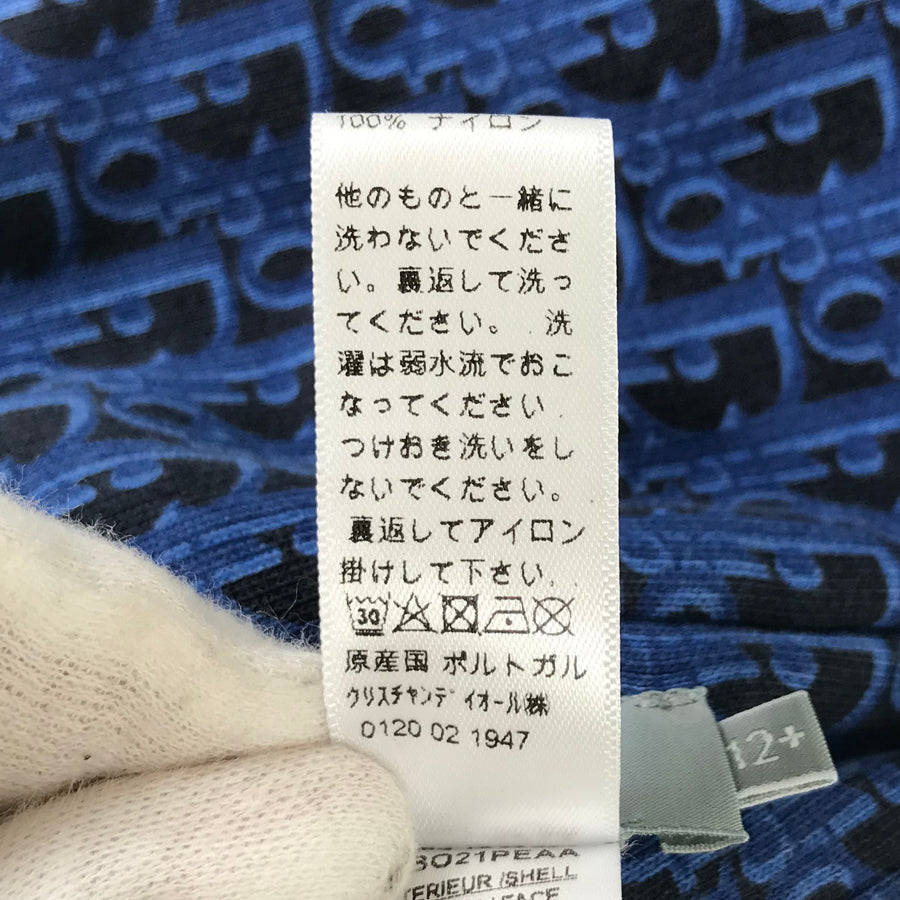 100% ナイロン
他のものと一緒に
洗わないでくださ
い。裏返して洗っ
てください。 洗
濯は弱水流でおこ
なってください.
つけおき洗いをし
ないでください。
裏返してアイロン
掛けして下さい.
30
原産国 ポルトガル
クリスチャンディオール㈱
0120 02 1947
12+
3O21PEAA
TERIEUR /SHELL